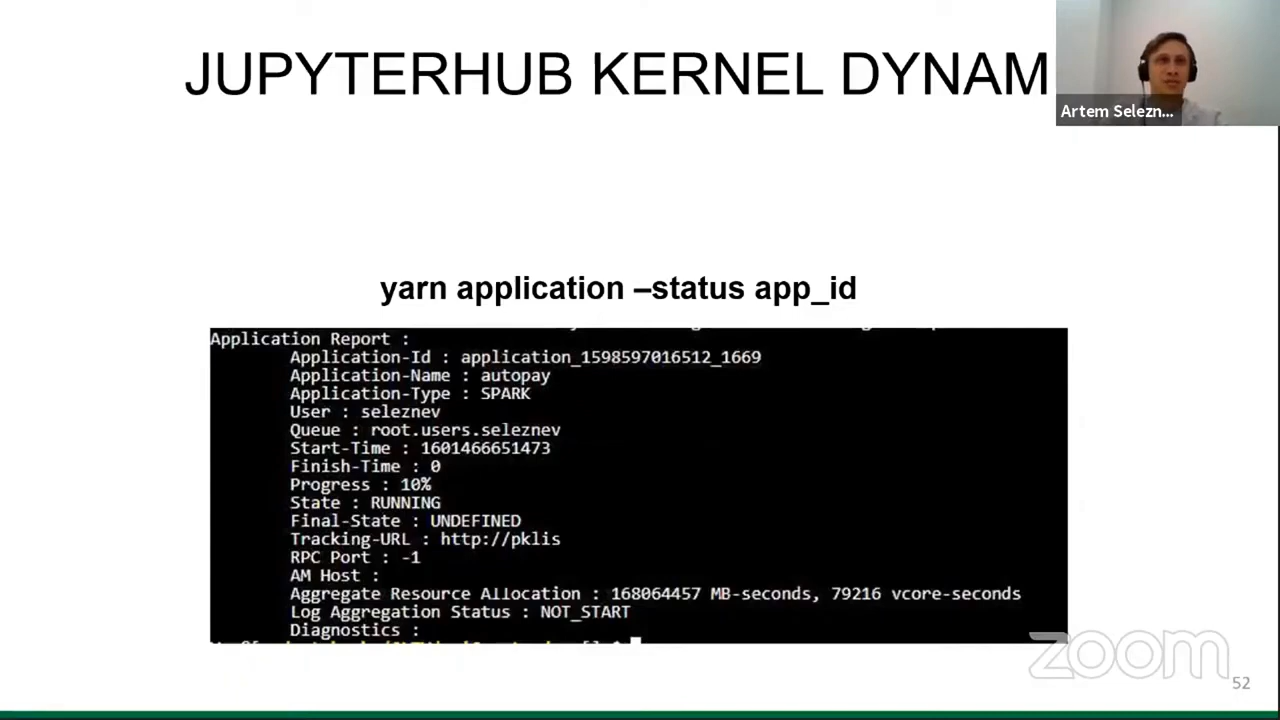 JUPYTERHUB KERNEL DYNAM
Artem Selezn...
yarn application –status app_id
Application Report :
Application-Id : application_1598597016512_1669
Application-Name : autopay
Application-Type : SPARK
User : seleznev
Queue : root.users.seleznev
Start-Time : 1601466651473
Finish-Time : 0
Progress : 10%
State : RUNNING
Final-State : UNDEFINED
Tracking-URL : http://pklis
RPC Port : -1
AM Host :
Aggregate Resource Allocation : 168064457 MB-seconds, 79216 vcore-seconds
Log Aggregation Status : NOT_START
Diagnostics :
zoom
52